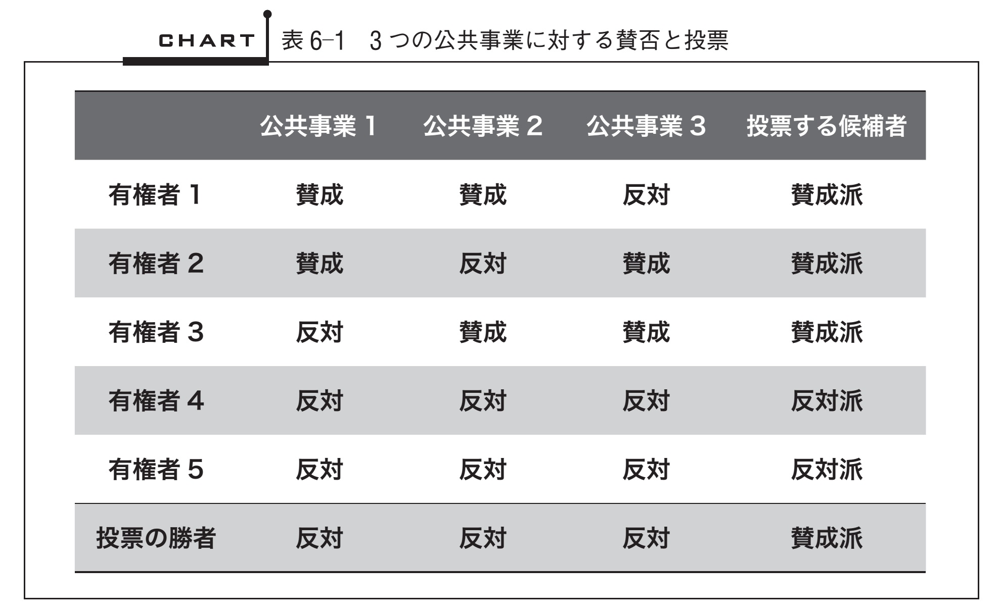 CHART 表 6-1 3 つの公共事業に対する賛否と投票
公共事業 1 公共事業 2 公共事業 3 投票する候補者
有権者 1 賛成 賛成 反対 賛成派
有権者 2 賛成 反対 賛成 賛成派
有権者 3 反対 賛成 賛成 賛成派
有権者 4 反対 反対 反対 反対派
有権者 5 反対 反対 反対 反対派
投票の勝者 反対 反対 反対 賛成派